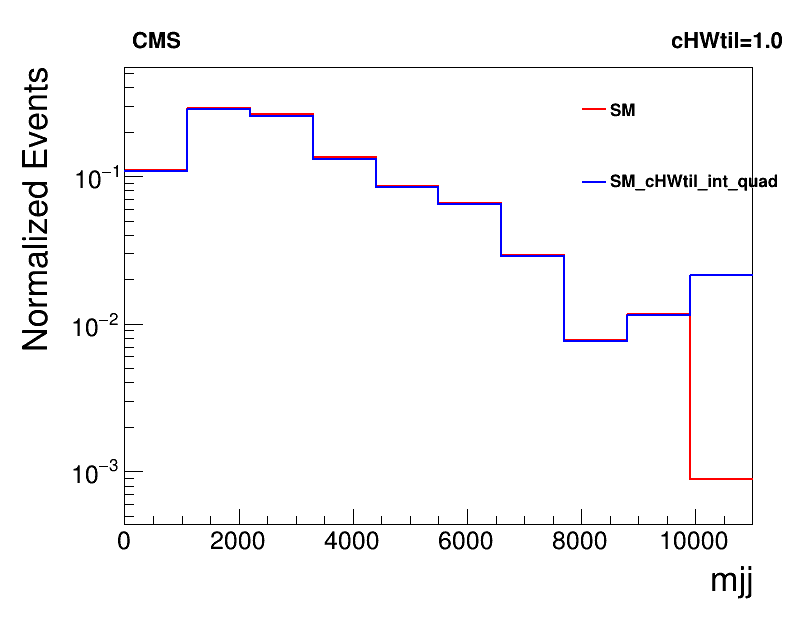 CMS
cHWtil=1.0
Normalized Events
SM
SM_cHWtil_int_quad
10−1
10−2
10−3
0 2000 4000 6000 8000 10000
mjj